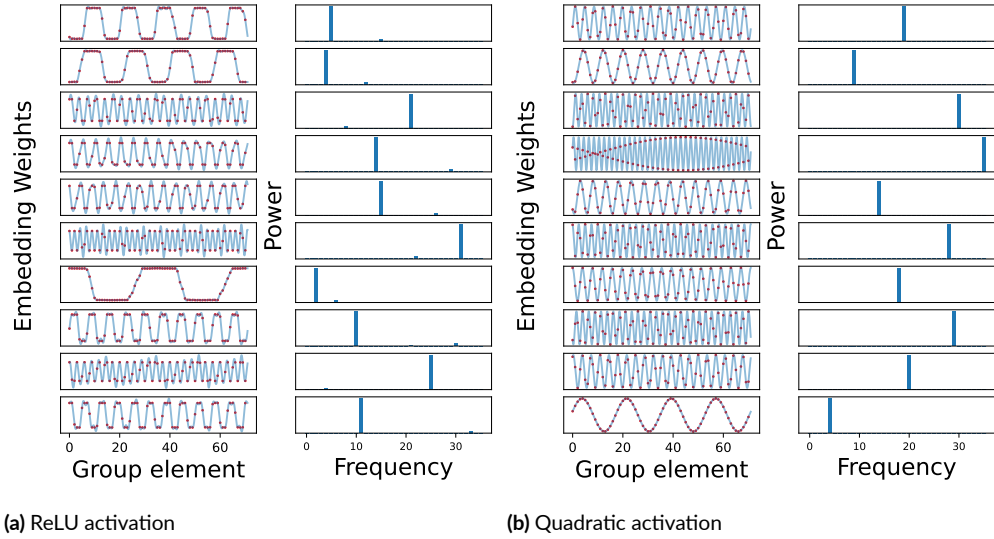 Embedding Weights
0 20 40 60
Group element
Power
0 10 20 30
Frequency
Embedding Weights
0 20 40 60
Group element
Power
0 10 20 30
Frequency
(a) ReLU activation
(b) Quadratic activation